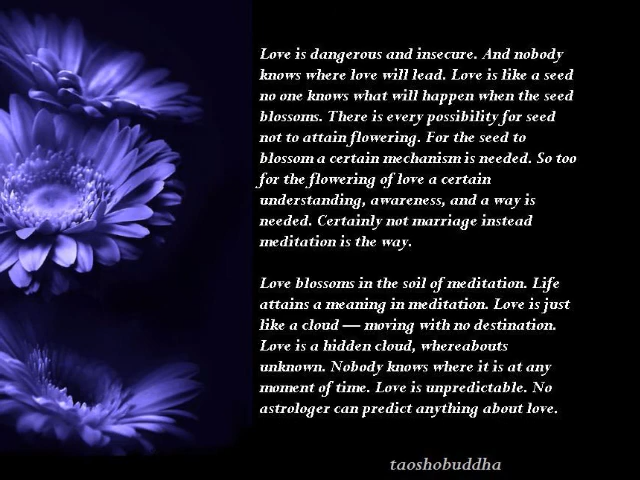 Love is dangerous and insecure. And nobody
knows where love will lead. Love is like a seed
no one knows what will happen when the seed
blossoms. There is every possibility for seed
not to attain flowering. For the seed to
blossom a certain mechanism is needed. So too
for the flowering of love a certain
understanding, awareness, and a way is
needed. Certainly not marriage instead
meditation is the way.

Love blossoms in the soil of meditation. Life
attains a meaning in meditation. Love is just
like a cloud — moving with no destination.
Love is a hidden cloud, whereabouts
unknown. Nobody knows where it is at any
moment of time. Love is unpredictable. No
astrologer can predict anything about love.

taoshobuddha